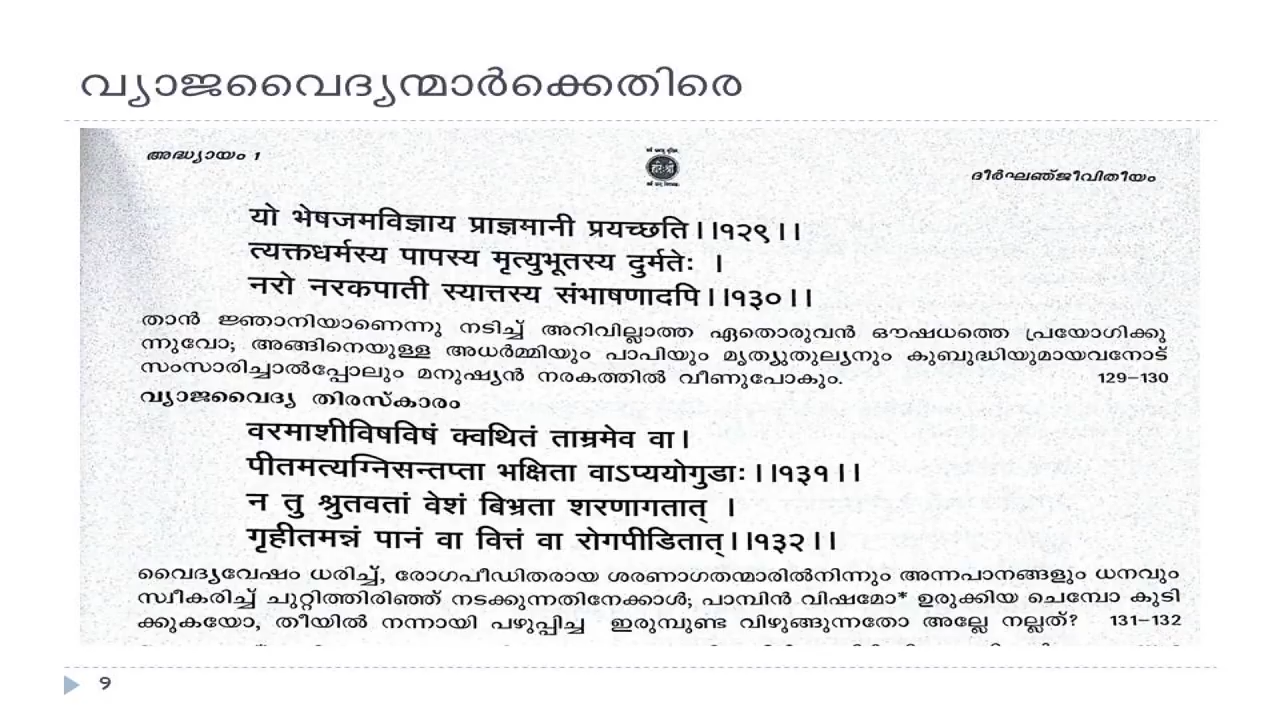 വ്യാജവൈദ്യന്മാർക്കെതിരെ
അദ്ധ്യായം 1
ദീർഘഞ്ജീവിതീയം
यो भेषजमविज्ञाय प्राज्ञमानी प्रयच्छति।।१२९।।
त्यक्तधर्मस्य पापस्य मृत्युभूतस्य दुर्मतेः ।
नरो नरकपाती स्यात्तस्य संभाषणादपि।।१३०।।
താൻ ജ്ഞാനിയാണെന്നു നടിച്ച് അറിവില്ലാത്ത ഏതൊരുവൻ ഔഷധത്തെ പ്രയോഗിക്കു
ന്നുവോ; അങ്ങിനെയുള്ള അധർമ്മിയും പാപിയും മൃത്യുതുല്യനും കുബുദ്ധിയുമായവനോട്
സംസാരിച്ചാൽപ്പോലും മനുഷ്യൻ നരകത്തിൽ വീണുപോകും. 129–130
വ്യാജവൈദ്യ തിരസ്കാരം
वरमाशीविषविषं क्वथितं ताम्रमेव वा।
पीतमत्यग्निसन्तप्ता भक्षिता वाऽप्ययोगुडाः।।१३१।।
न तु श्रुतवतां वेशं बिभ्रता शरणागतात् ।
गृहीतमन्नं पानं वा वित्तं वा रोगपीडितात्।।१३२।।
വൈദ്യവേഷം ധരിച്ച്, രോഗപീഡിതരായ ശരണാഗതന്മാരിൽനിന്നും അന്നപാനങ്ങളും ധനവും
സ്വീകരിച്ച് ചുറ്റിത്തിരിഞ്ഞ് നടക്കുന്നതിനേക്കാൾ; പാമ്പിൻ വിഷമോ* ഉരുക്കിയ ചെമ്പോ കുടി
ക്കുകയോ, തീയിൽ നന്നായി പഴുപ്പിച്ച ഇരുമ്പുണ്ട വിഴുങ്ങുന്നതോ അല്ലേ നല്ലത്? 131–132
9